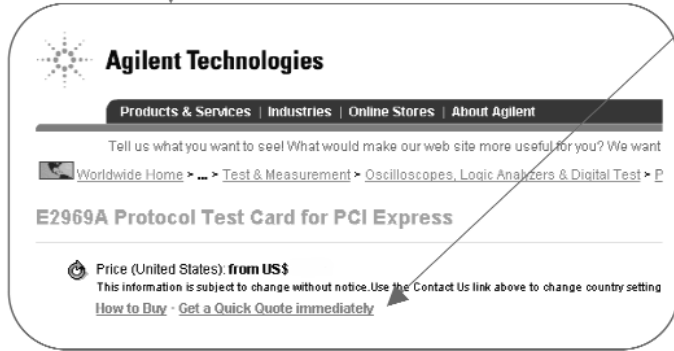 Agilent Technologies
Products & Services | Industries | Online Stores | About Agilent
Tell us what you want to see! What would make our web site more useful for you? We want
Worldwide Home > ... > Test & Measurement > Oscilloscopes, Logic Analyzers & Digital Test > P
E2969A Protocol Test Card for PCI Express
Price (United States): from US$
This information is subject to change without notice.Use the Contact Us link above to change country setting
How to Buy - Get a Quick Quote immediately